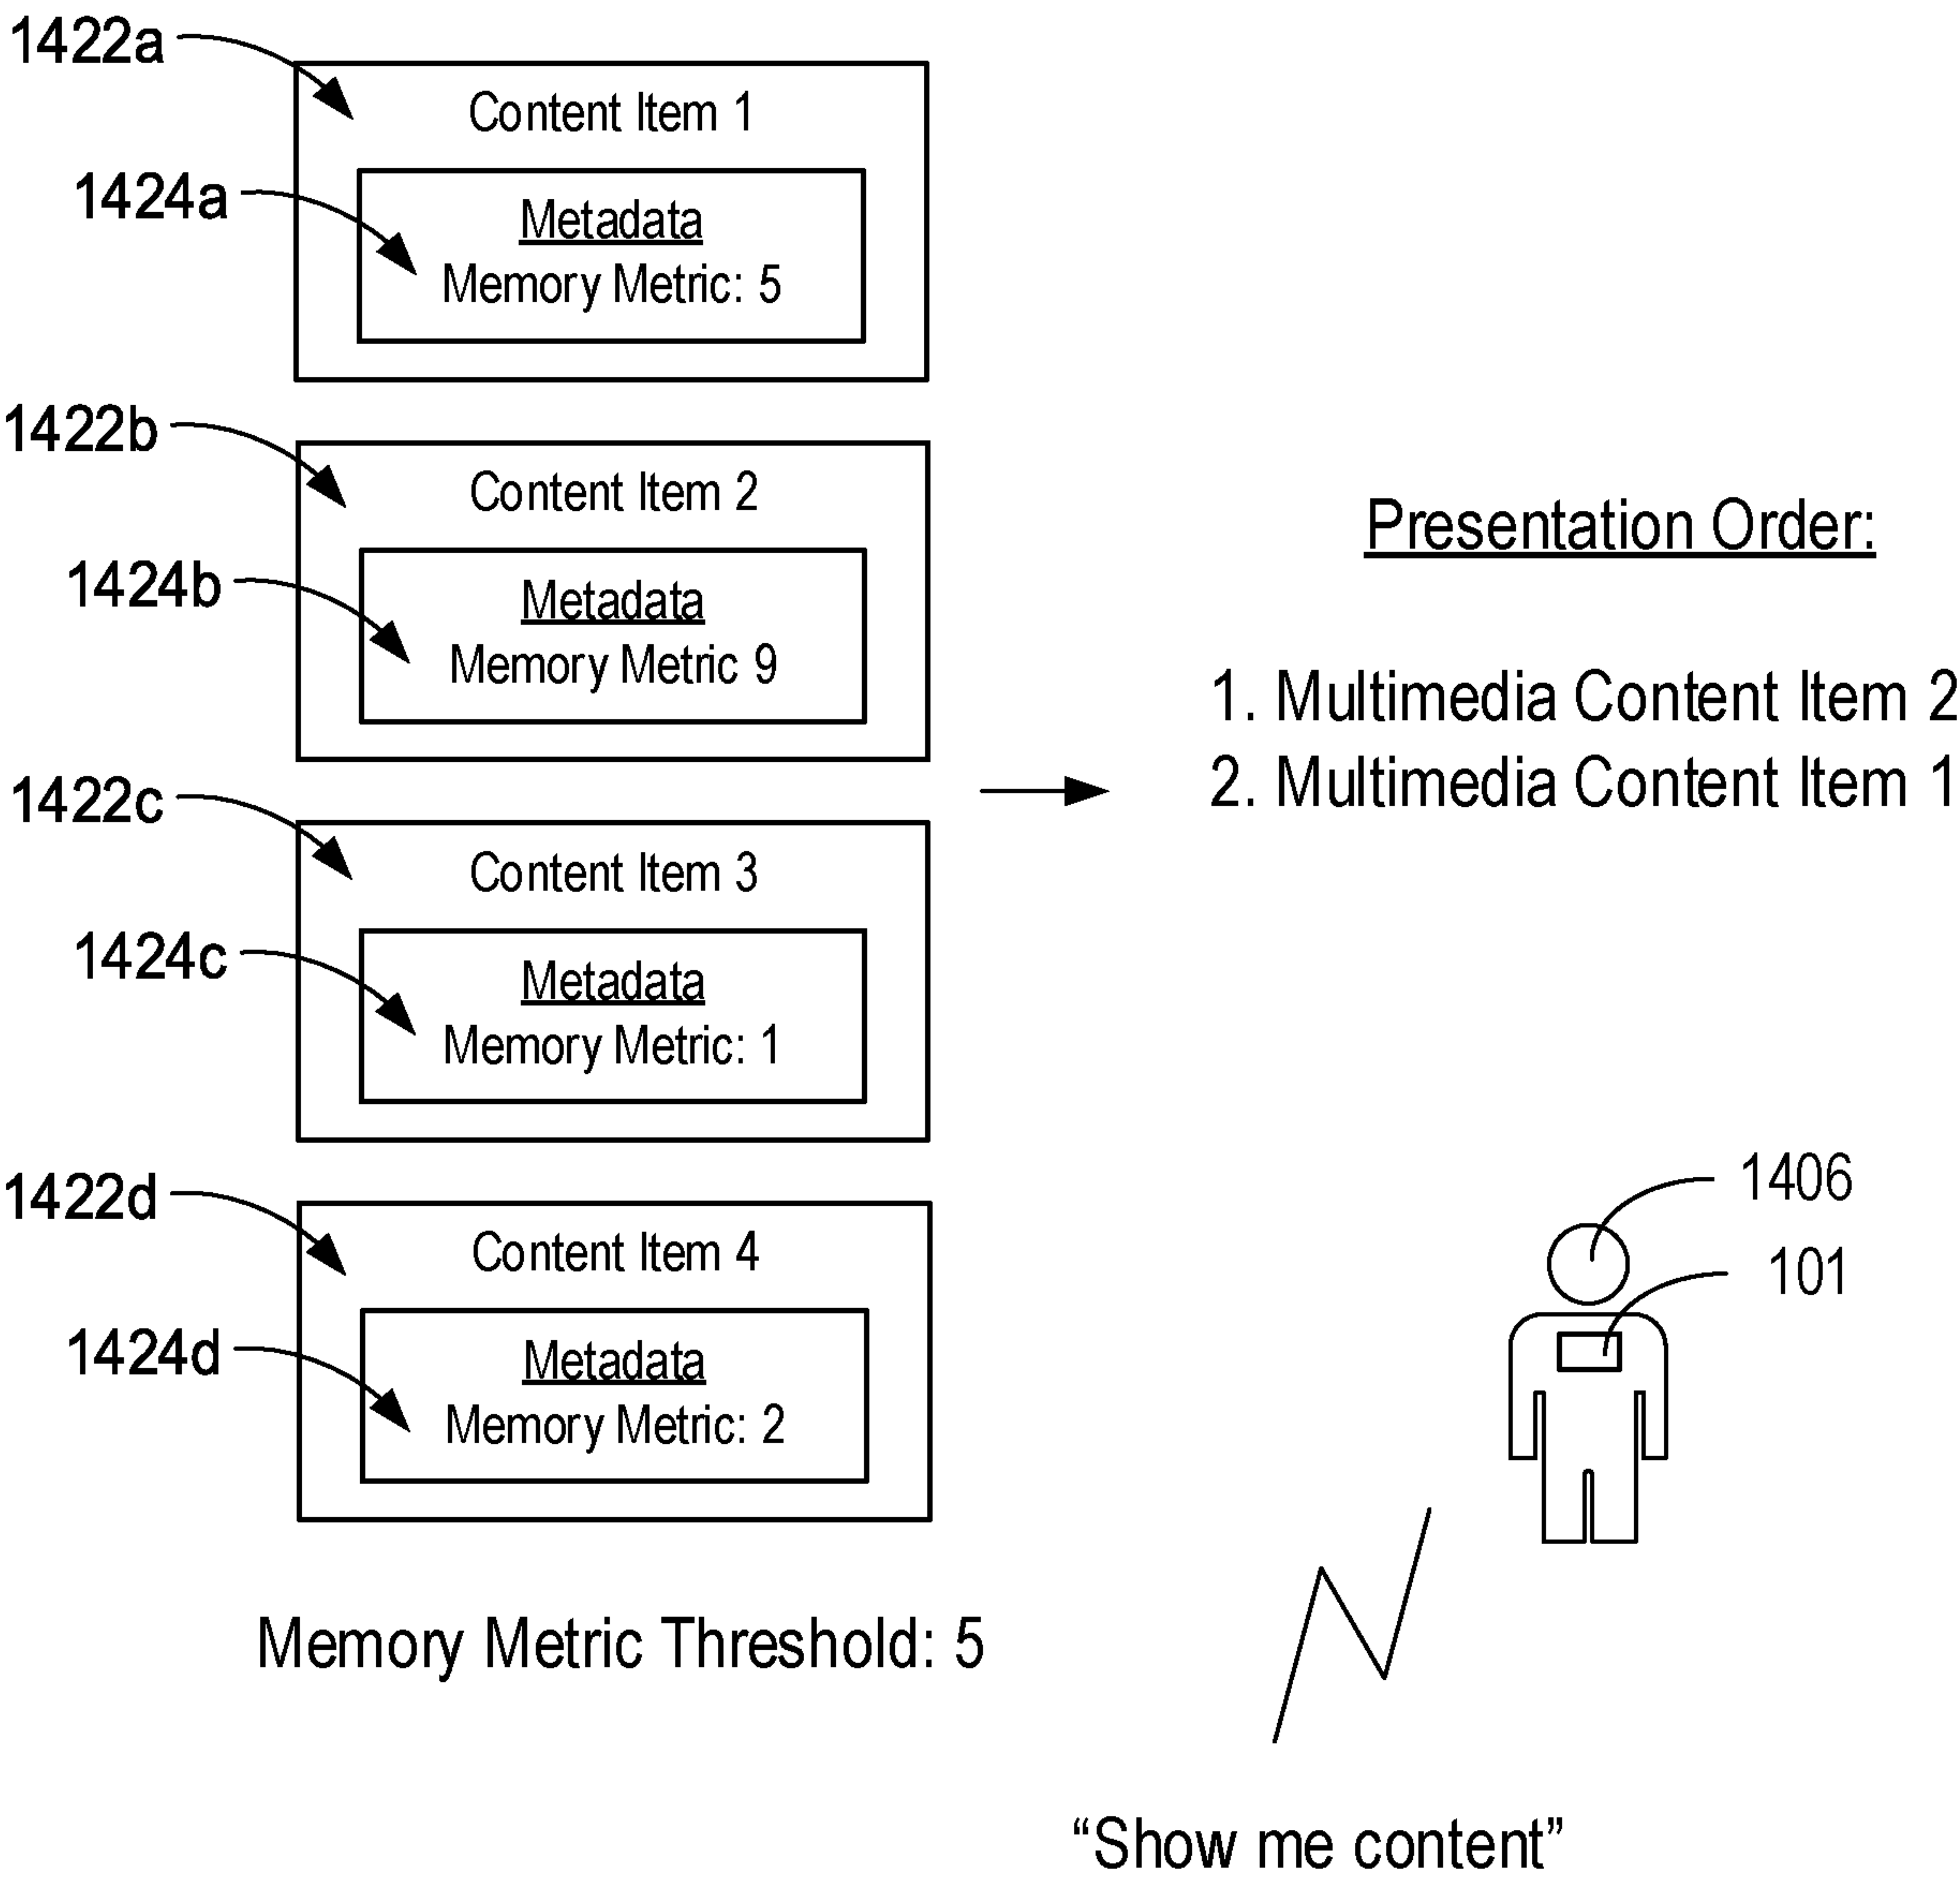 1422a
Content Item 1
1424a
Metadata
Memory Metric: 5
1422b
Content Item 2
1424b
Metadata
Memory Metric 9
1422c
Content Item 3
1424c
Metadata
Memory Metric: 1
1422d
Content Item 4
1424d
Metadata
Memory Metric: 2
Memory Metric Threshold: 5
Presentation Order:
1. Multimedia Content Item 2
2. Multimedia Content Item 1
1406
101
“Show me content”